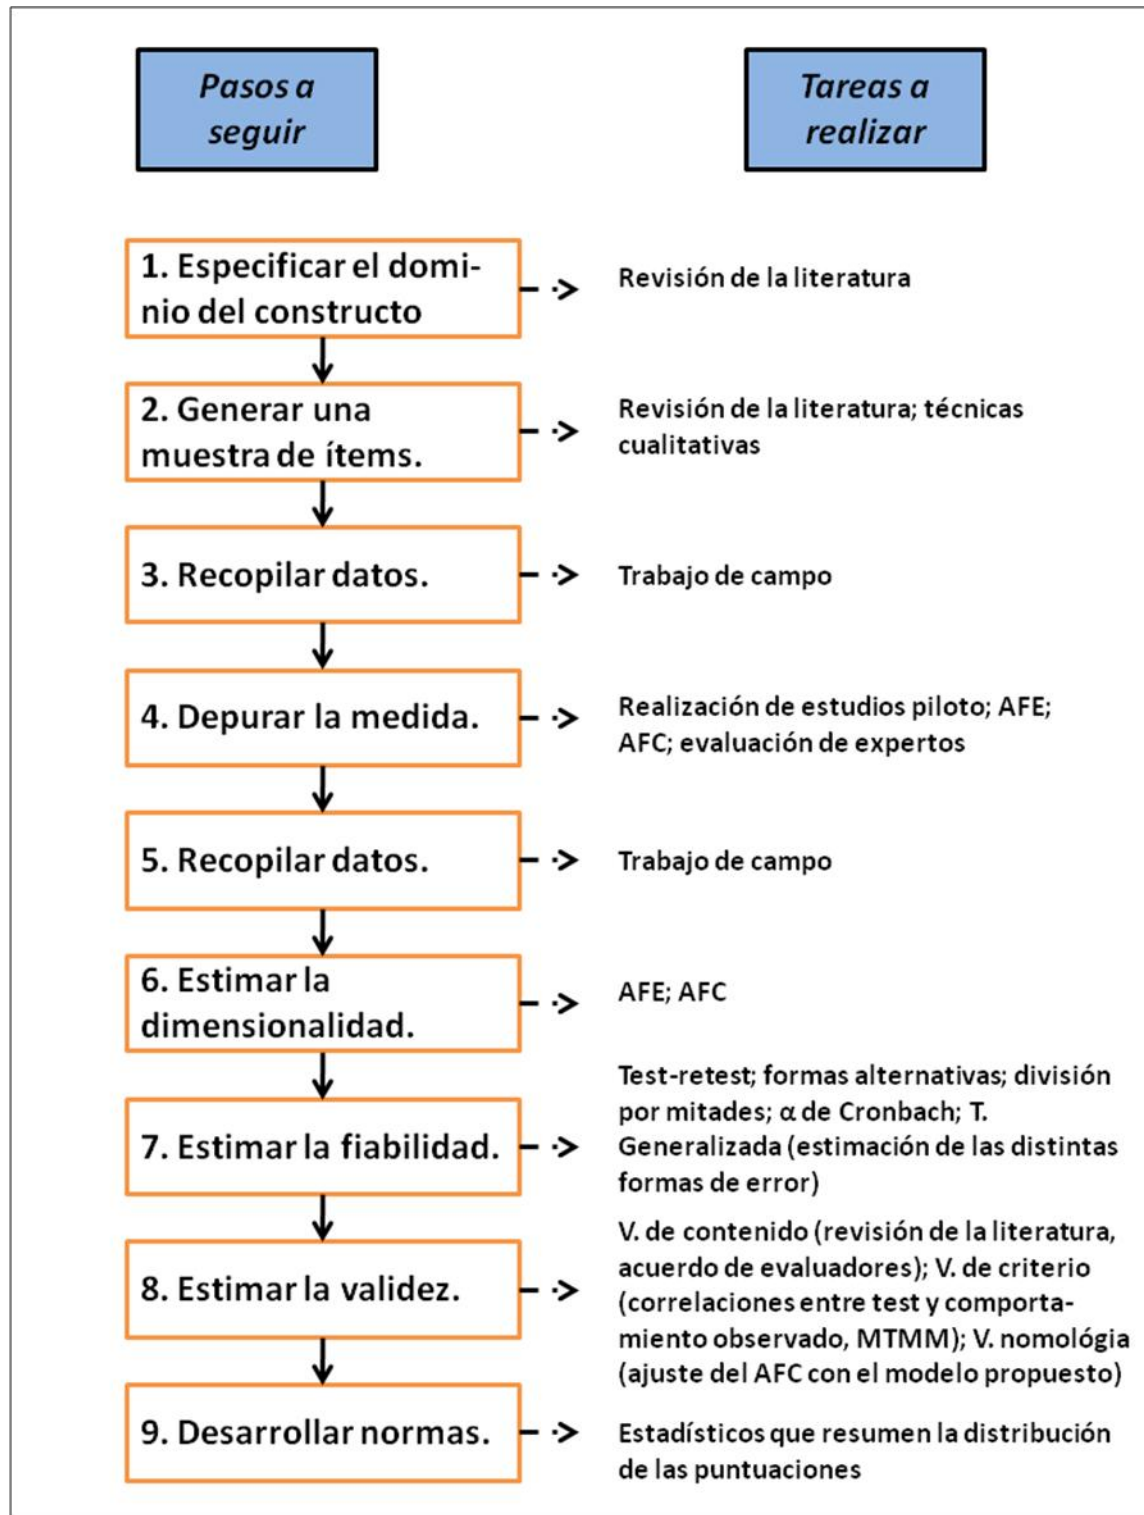 Pasos a
seguir
Tareas a
realizar
1. Especificar el domi-
nio del constructo
Revisión de la literatura
2. Generar una
muestra de ítems.
Revisión de la literatura; técnicas
cualitativas
3. Recopilar datos.
Trabajo de campo
4. Depurar la medida.
Realización de estudios piloto; AFE;
AFC; evaluación de expertos
5. Recopilar datos.
Trabajo de campo
6. Estimar la
dimensionalidad.
AFE; AFC
7. Estimar la fiabilidad.
Test-retest; formas alternativas; división
por mitades; α de Cronbach; T.
Generalizada (estimación de las distintas
formas de error)
8. Estimar la validez.
V. de contenido (revisión de la literatura,
acuerdo de evaluadores); V. de criterio
(correlaciones entre test y comporta-
miento observado, MTMM); V. nomológia
(ajuste del AFC con el modelo propuesto)
9. Desarrollar normas.
Estadísticos que resumen la distribución
de las puntuaciones